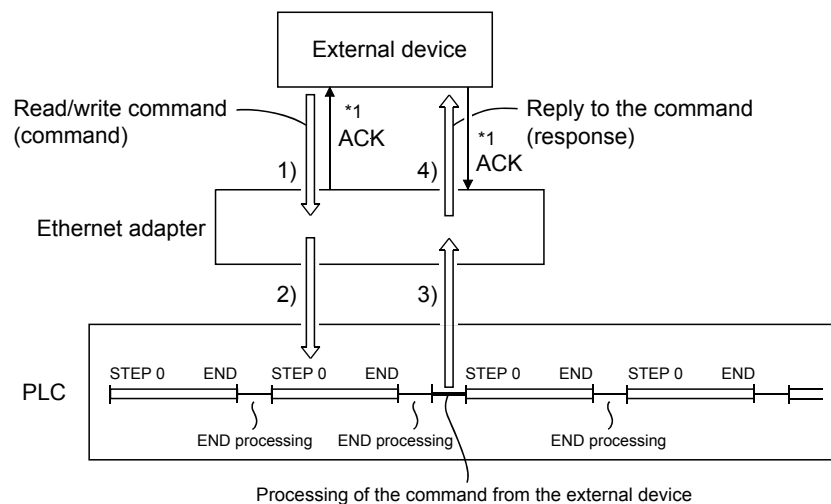 External device
Read/write command
(command)
*1
ACK
Reply to the command
(response)
*1
ACK
1)
4)
Ethernet adapter
2)
3)
STEP 0 END STEP 0 END STEP 0 END STEP 0 END
PLC
END processing END processing END processing
Processing of the command from the external device